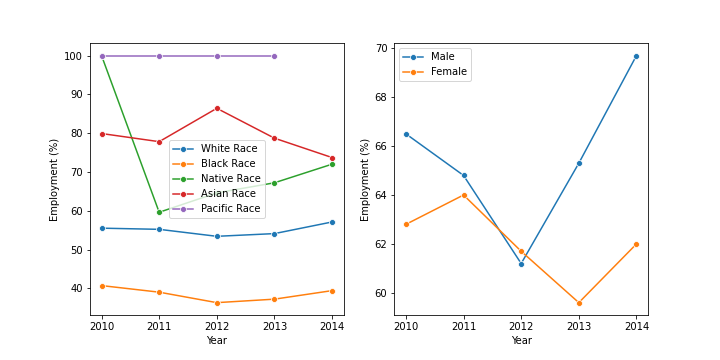 100
90
80
70
60
50
40
Employment (%)
2010 2011 2012 2013 2014
Year
White Race
Black Race
Native Race
Asian Race
Pacific Race
70
68
66
64
62
60
Employment (%)
2010 2011 2012 2013 2014
Year
Male
Female